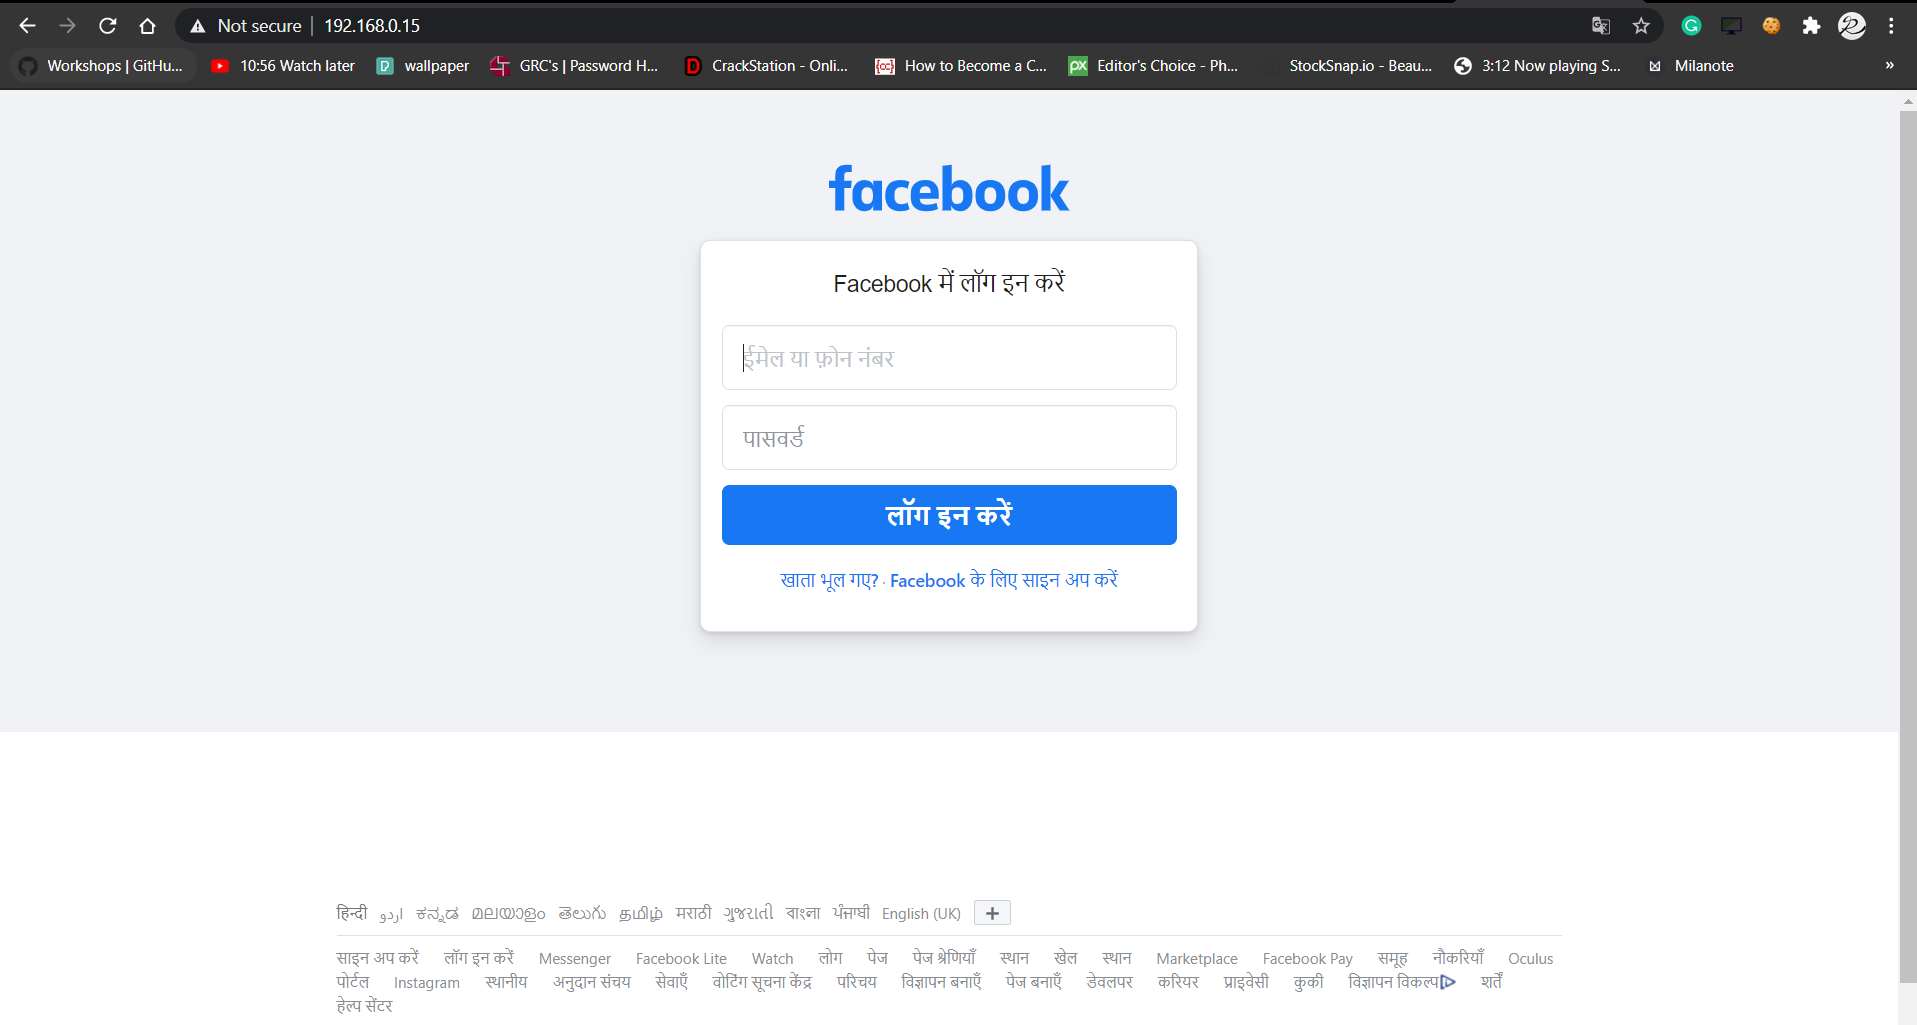 Not secure | 192.168.0.15
Workshops | GitHu... 10:56 Watch later wallpaper GRC's | Password H... CrackStation - Onli... How to Become a C... Editor's Choice - Ph... StockSnap.io - Beau... 3:12 Now playing S... Milanote »
facebook
Facebook में लॉग इन करें
ईमेल या फ़ोन नंबर
पासवर्ड
लॉग इन करें
खाता भूल गए? · Facebook के लिए साइन अप करें
हिन्दी اردو ಕನ್ನಡ മലയാളം తెలుగు தமிழ் मराठी ગુજરાતી বাংলা ਪੰਜਾਬੀ English (UK) +
साइन अप करें लॉग इन करें Messenger Facebook Lite Watch लोग पेज पेज श्रेणियाँ स्थान खेल स्थान Marketplace Facebook Pay समूह नौकरियाँ Oculus
पोर्टल Instagram स्थानीय अनुदान संचय सेवाएँ वोटिंग सूचना केंद्र परिचय विज्ञापन बनाएँ पेज बनाएँ डेवलपर करियर प्राइवेसी कुकी विज्ञापन विकल्प शर्तें
हेल्प सेंटर